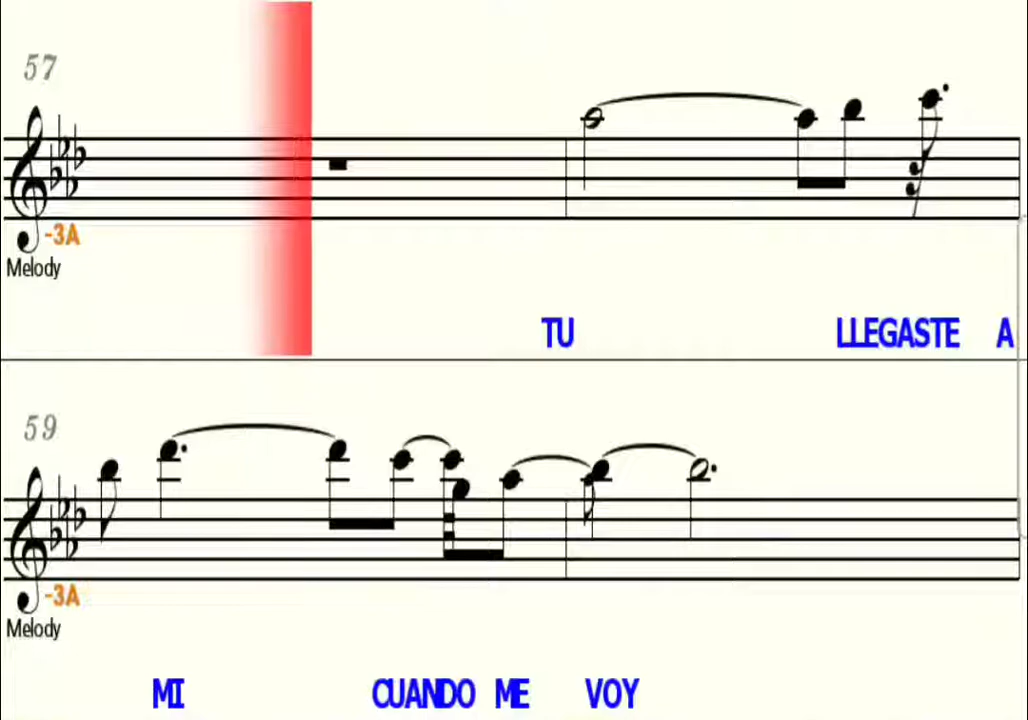 57
-3A
Melody
TU LLEGASTE A
59
-3A
Melody
MI CUANDO ME VOY